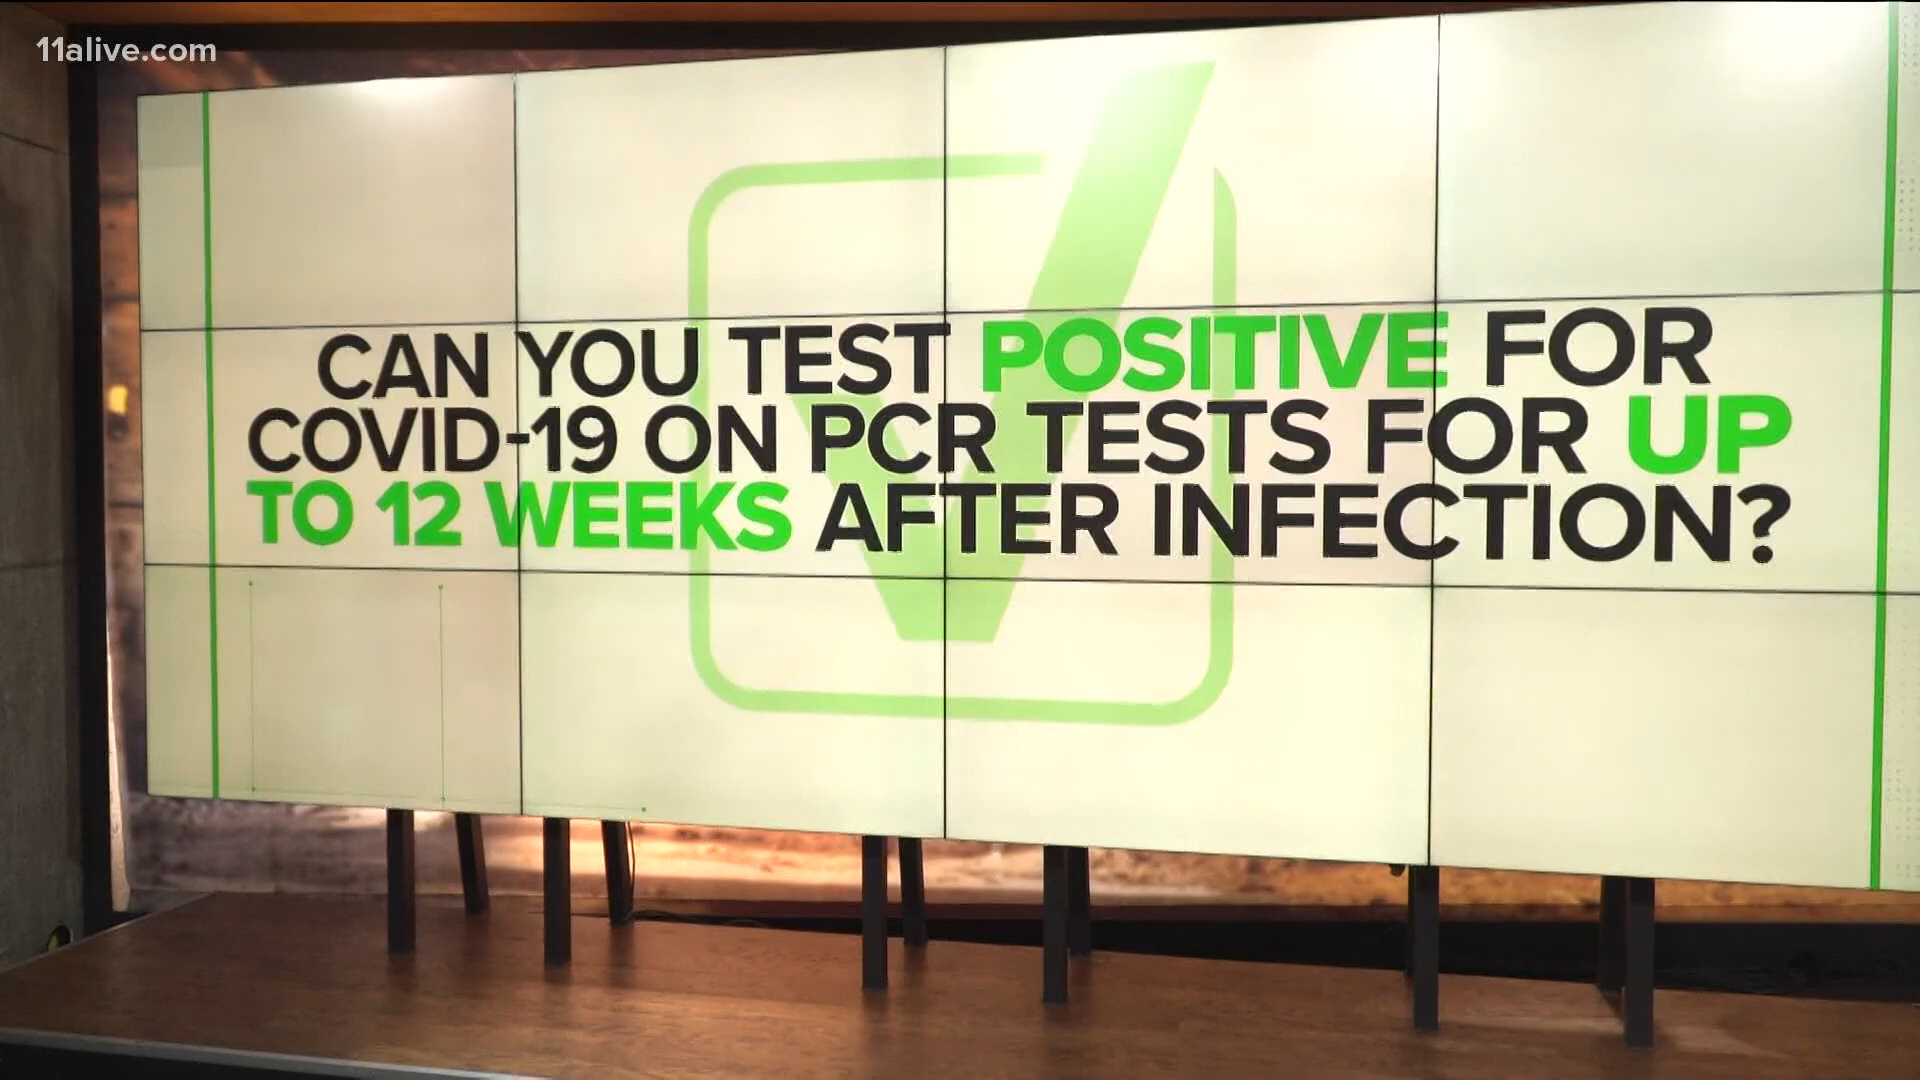 11alive.com
CAN YOU TEST POSITIVE FOR
COVID-19 ON PCR TESTS FOR UP
TO 12 WEEKS AFTER INFECTION?